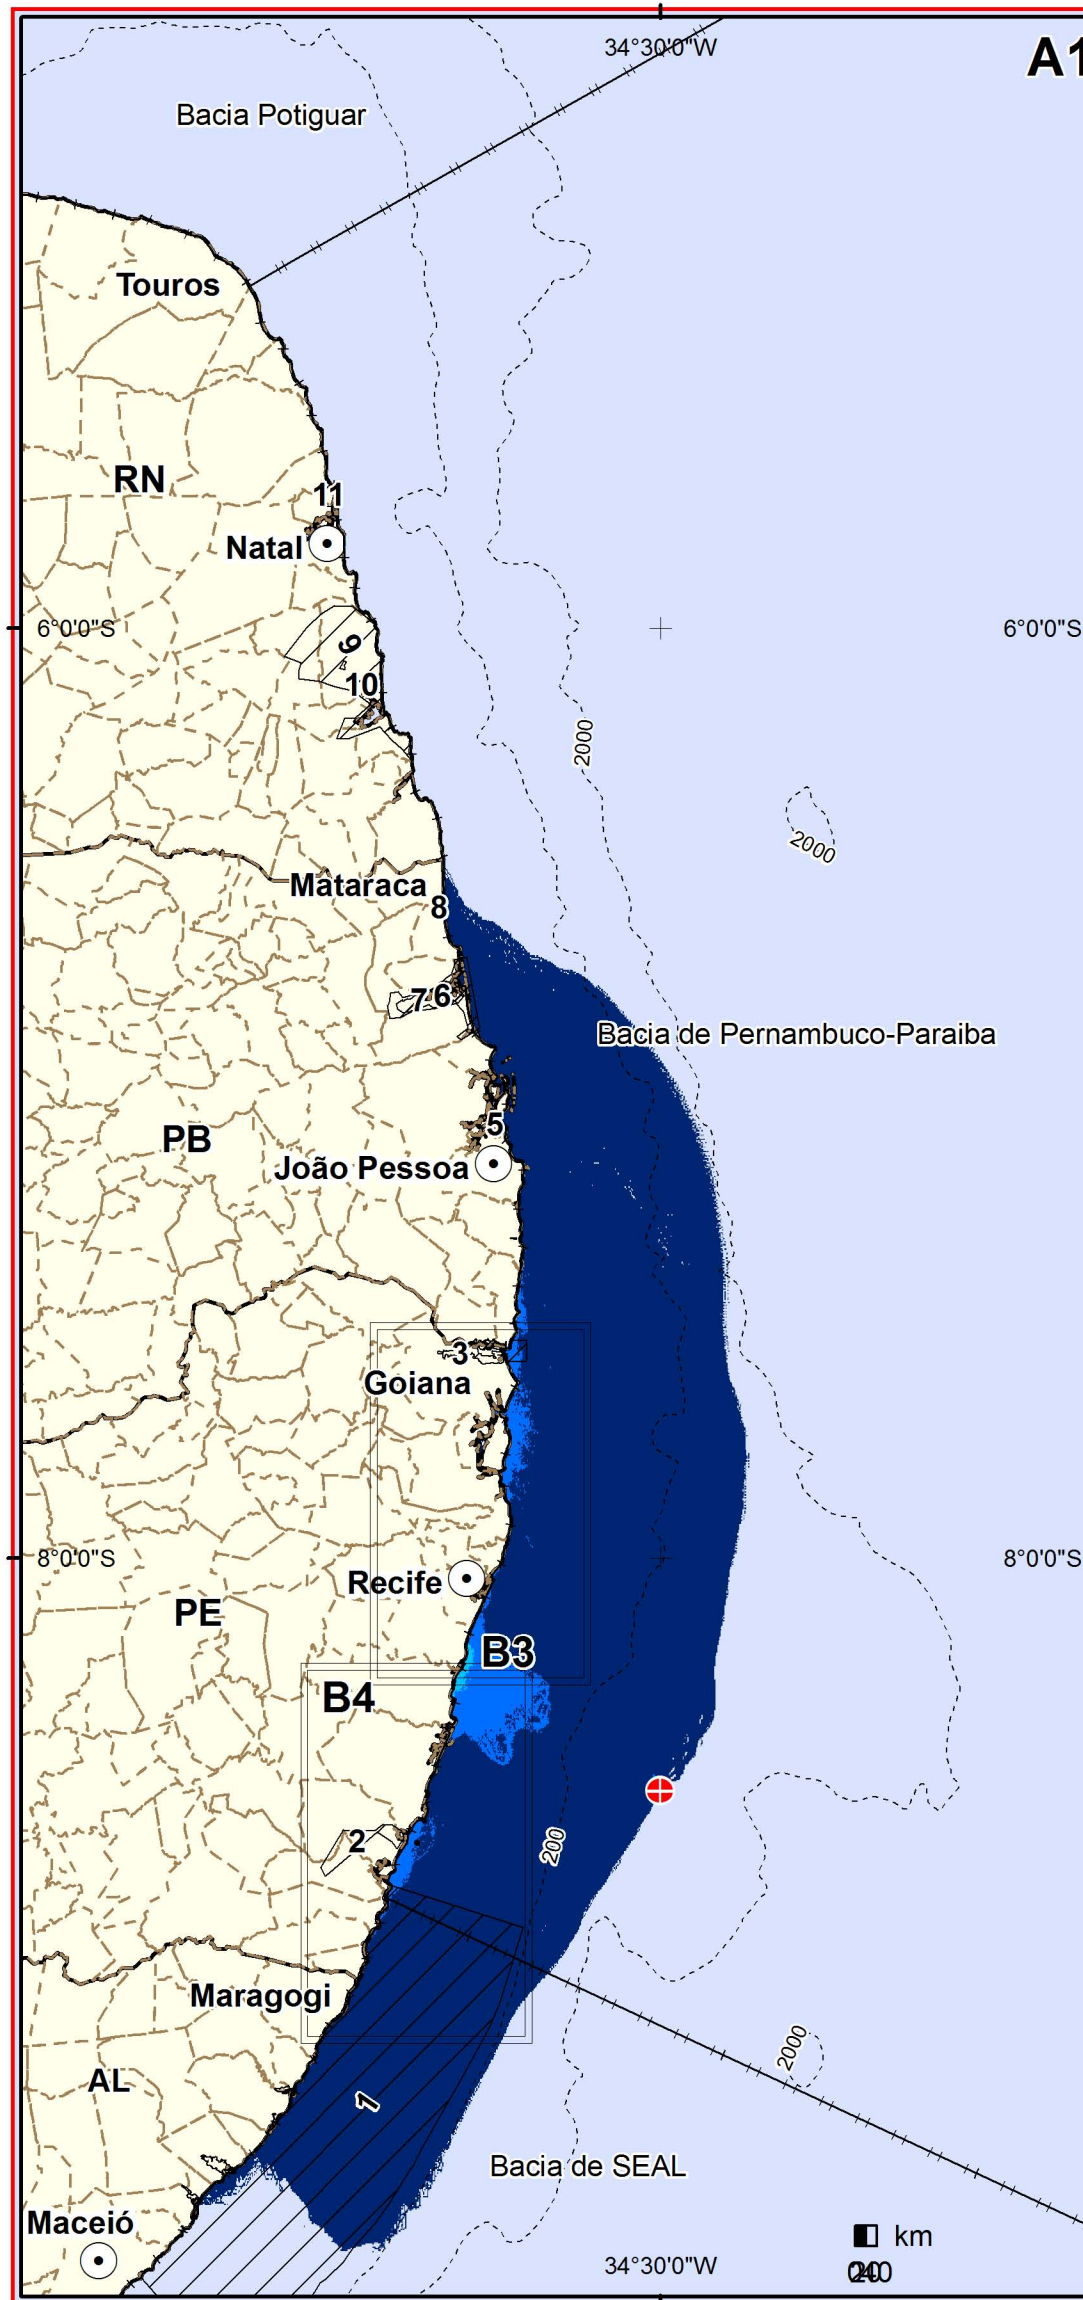 34°30'0"W
A1
Bacia Potiguar
Touros
RN
11
Natal
6°0'0"S
6°0'0"S
9
10
2000
2000
Mataraca
8
7
6
Bacia de Pernambuco-Paraiba
5
PB
João Pessoa
3
Goiana
8°0'0"S
8°0'0"S
Recife
PE
B3
B4
2
200
Maragogi
2000
AL
1
Bacia de SEAL
Maceió
km
34°30'0"W